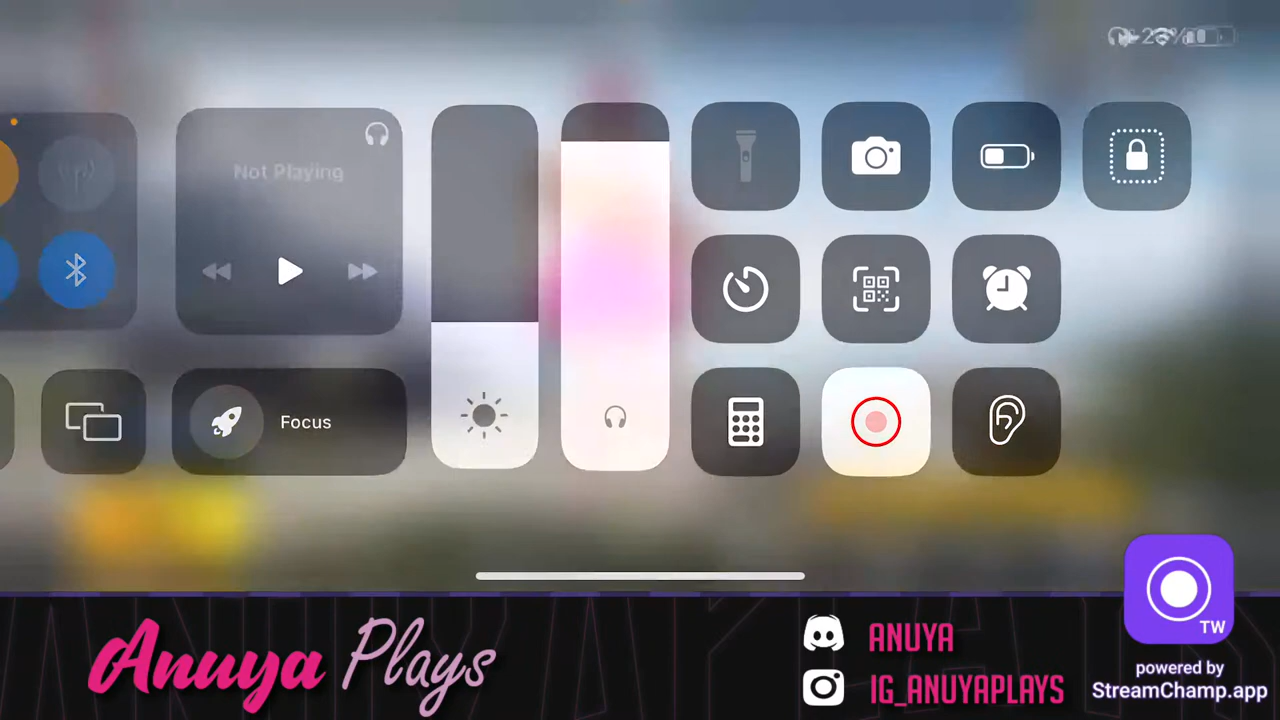 Not Playing
Focus
Anuya Plays
ANUYA
IG_ANUYAPLAYS
TW
powered by
StreamChamp.app